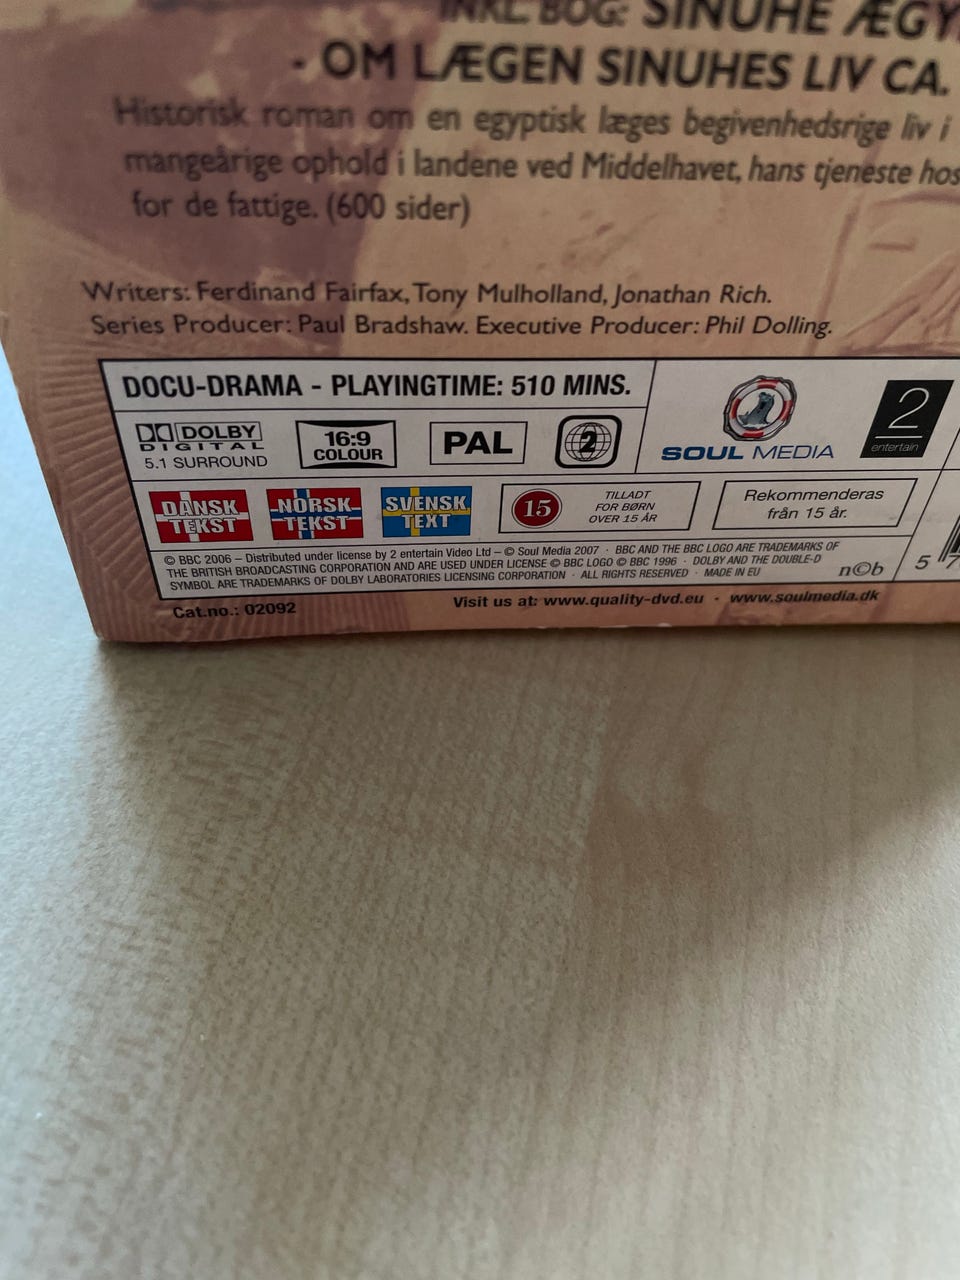 INKL. BOG: SINUHE ÆGY
- OM LÆGEN SINUHES LIV CA.
Historisk roman om en egyptisk læges begivenhedsrige liv i
mangeårige ophold i landene ved Middelhavet, hans tjeneste hos
for de fattige. (600 sider)
Writers: Ferdinand Fairfax, Tony Mulholland, Jonathan Rich.
Series Producer: Paul Bradshaw. Executive Producer: Phil Dolling.
DOCU-DRAMA - PLAYINGTIME: 510 MINS.
DOLBY
DIGITAL
5.1 SURROUND
16:9
COLOUR
PAL
2
SOUL MEDIA
2
entertain
DANSK
TEKST
NORSK
TEKST
SVENSK
TEXT
15
TILLADT
FOR BØRN
OVER 15 ÅR
Rekommenderas
från 15 år.
© BBC 2006 – Distributed under license by 2 entertain Video Ltd – © Soul Media 2007 · BBC AND THE BBC LOGO ARE TRADEMARKS OF
THE BRITISH BROADCASTING CORPORATION AND ARE USED UNDER LICENSE © BBC LOGO © BBC 1996 · DOLBY AND THE DOUBLE-D
SYMBOL ARE TRADEMARKS OF DOLBY LABORATORIES LICENSING CORPORATION · ALL RIGHTS RESERVED · MADE IN EU
n©b
5 7
Cat.no.: 02092
Visit us at: www.quality-dvd.eu · www.soulmedia.dk